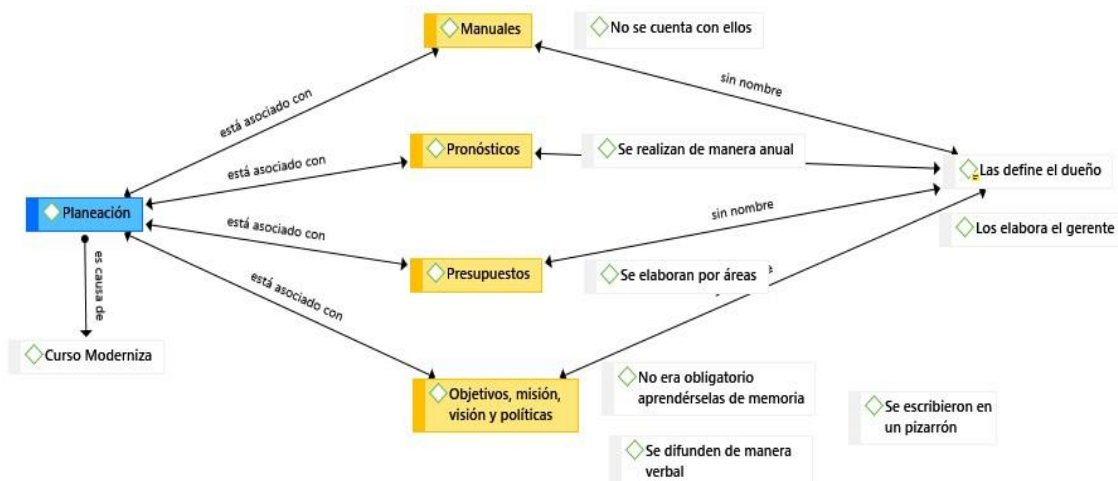 Manuales
No se cuenta con ellos
sin nombre
está asociado con
Pronósticos
Se realizan de manera anual
está asociado con
Las define el dueño
Planeación
sin nombre
Los elabora el gerente
está asociado con
Presupuestos
Se elaboran por áreas
es causa de
está asociado con
Curso Moderniza
Objetivos, misión,
visión y políticas
No era obligatorio
aprendérselas de memoria
Se escribieron en
un pizarrón
Se difunden de manera
verbal